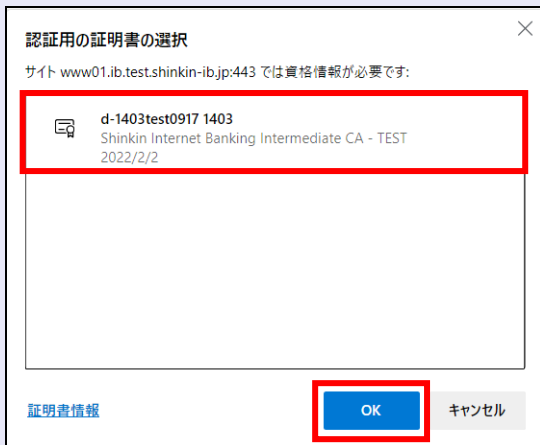 認証用の証明書の選択
サイト www01.ib.test.shinkin-ib.jp:443 では資格情報が必要です:
d-1403test0917 1403
Shinkin Internet Banking Intermediate CA - TEST
2022/2/2
証明書情報
OK
キャンセル